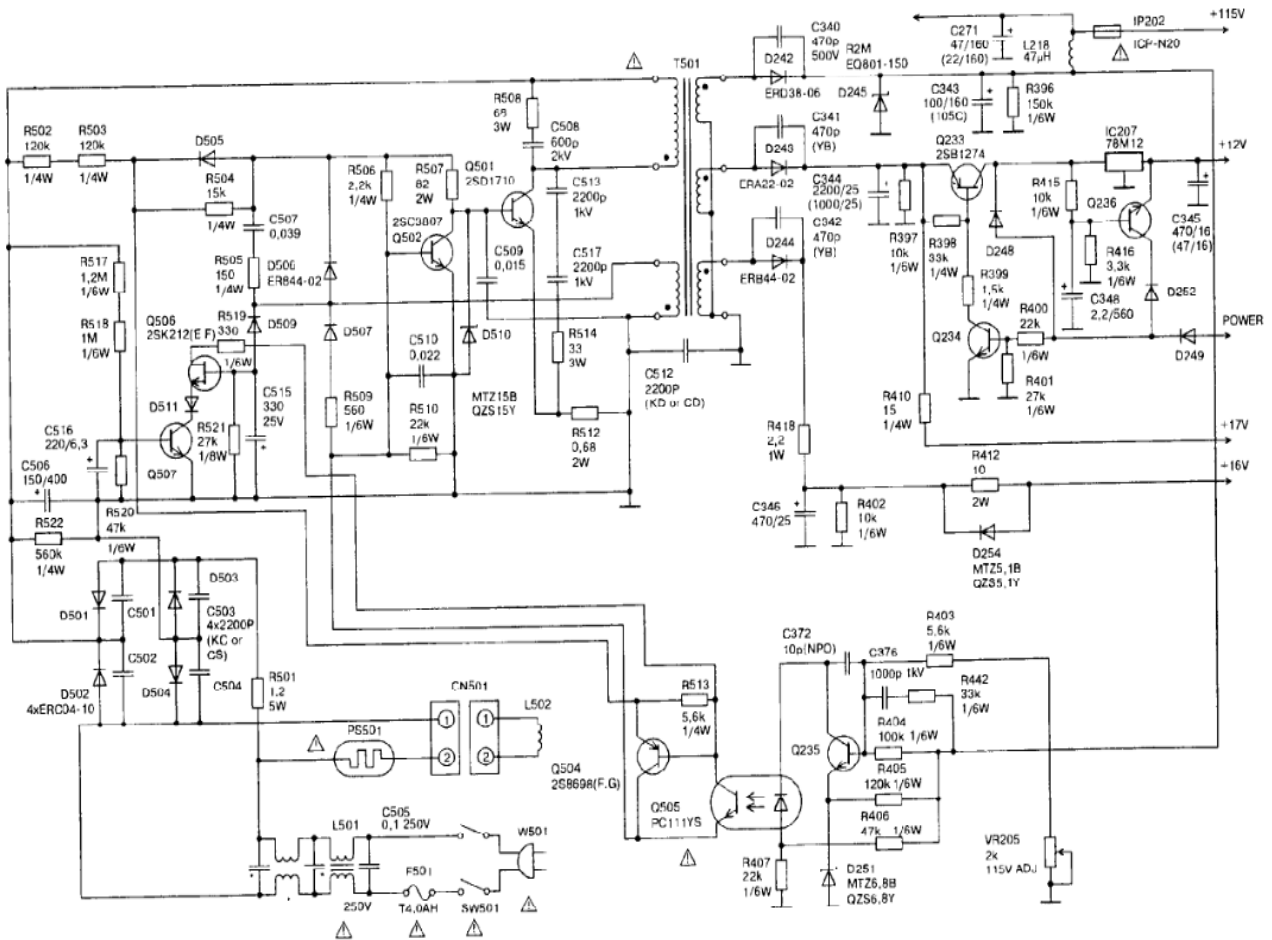 C340
470p
500V
D242
ERD38-06
R2M
EQ801-150
D245
C271
47/160
(22/160)
L218
47µH
IP202
ICP-N20
+115V
C343
100/160
(105C)
R396
150k
1/6W
T501
R508
68
3W
C508
600p
2kV
R502
120k
1/4W
R503
120k
1/4W
D505
R504
15k
1/4W
C507
0,039
R505
150
1/4W
D506
ERB44-02
R506
2,2k
1/4W
R507
82
2W
Q501
2SD1710
2SC3807
Q502
C509
0,015
C513
2200p
1kV
C517
2200p
1kV
C341
470p
(YB)
D243
ERA22-02
C344
2200/25
(1000/25)
C342
470p
(YB)
D244
ERB44-02
Q233
2SB1274
IC207
78M12
+12V
R415
10k
1/6W
Q236
C345
470/16
(47/16)
R397
10k
1/6W
R398
33k
1/4W
D248
R416
3,3k
1/6W
R399
1,5k
1/4W
C348
2,2/560
D252
R400
22k
1/6W
Q234
R401
27k
1/6W
POWER
D249
R517
1,2M
1/6W
R518
1M
1/6W
Q506
2SK212(E F)
R519
330
1/6W
D509
D507
D511
Q507
R521
27k
1/8W
C515
330
25V
C516
220/6,3
C506
150/400
R509
560
1/6W
C510
0,022
R510
22k
1/6W
D510
MTZ15B
QZS15Y
R514
33
3W
R512
0,68
2W
C512
2200P
(KD or CD)
R410
15
1/4W
+17V
R418
2,2
1W
R412
10
2W
+16V
C346
470/25
R402
10k
1/6W
D254
MTZ5,1B
QZS5,1Y
R522
560k
1/4W
R520
47k
1/6W
D501
C501
D503
C503
4x2200P
(KC or
CS)
D502
4xERC04-10
C502
D504
C504
R501
1,2
5W
CN501
1
2
1
2
L502
PS501
Q504
2S8698(F.G)
R513
5,6k
1/4W
Q505
PC111YS
C372
10p(NPO)
C376
1000p 1kV
R403
5,6k
1/6W
R442
33k
1/6W
R404
100k 1/6W
Q235
R405
120k 1/6W
R406
47k 1/6W
R407
22k
1/6W
D251
MTZ6,8B
QZS6,8Y
VR205
2k
115V ADJ
L501
C505
0,1 250V
250V
F501
T4,0AH
SW501
W501